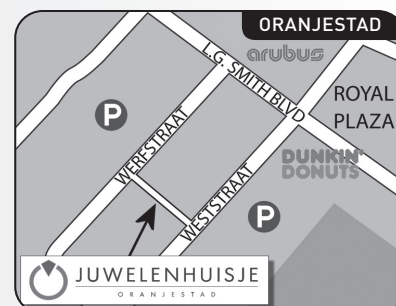 ORANJESTAD
arubus
L.G. SMITH BLVD
ROYAL
PLAZA
P
WERFSTRAAT
DUNKIN'
DONUTS
WESTSTRAAT
P
JUWELENHUISJE
ORANJESTAD